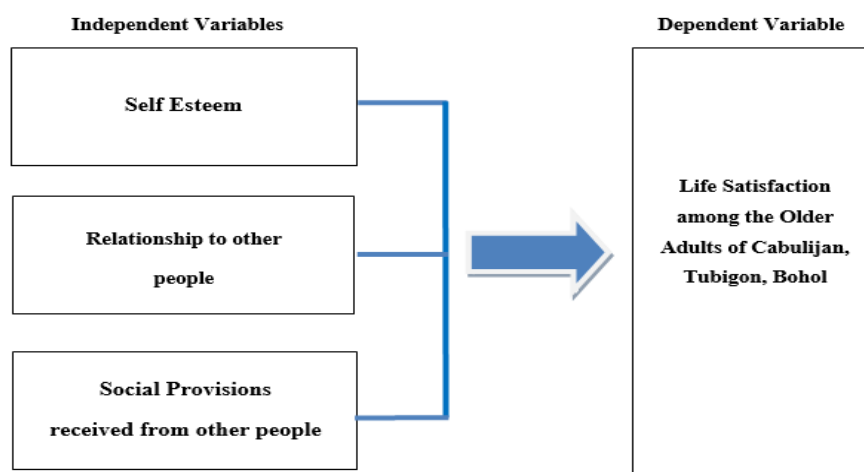 Independent Variables
Self Esteem
Relationship to other
people
Social Provisions
received from other people
Dependent Variable
Life Satisfaction
among the Older
Adults of Cabulijan,
Tubigon, Bohol